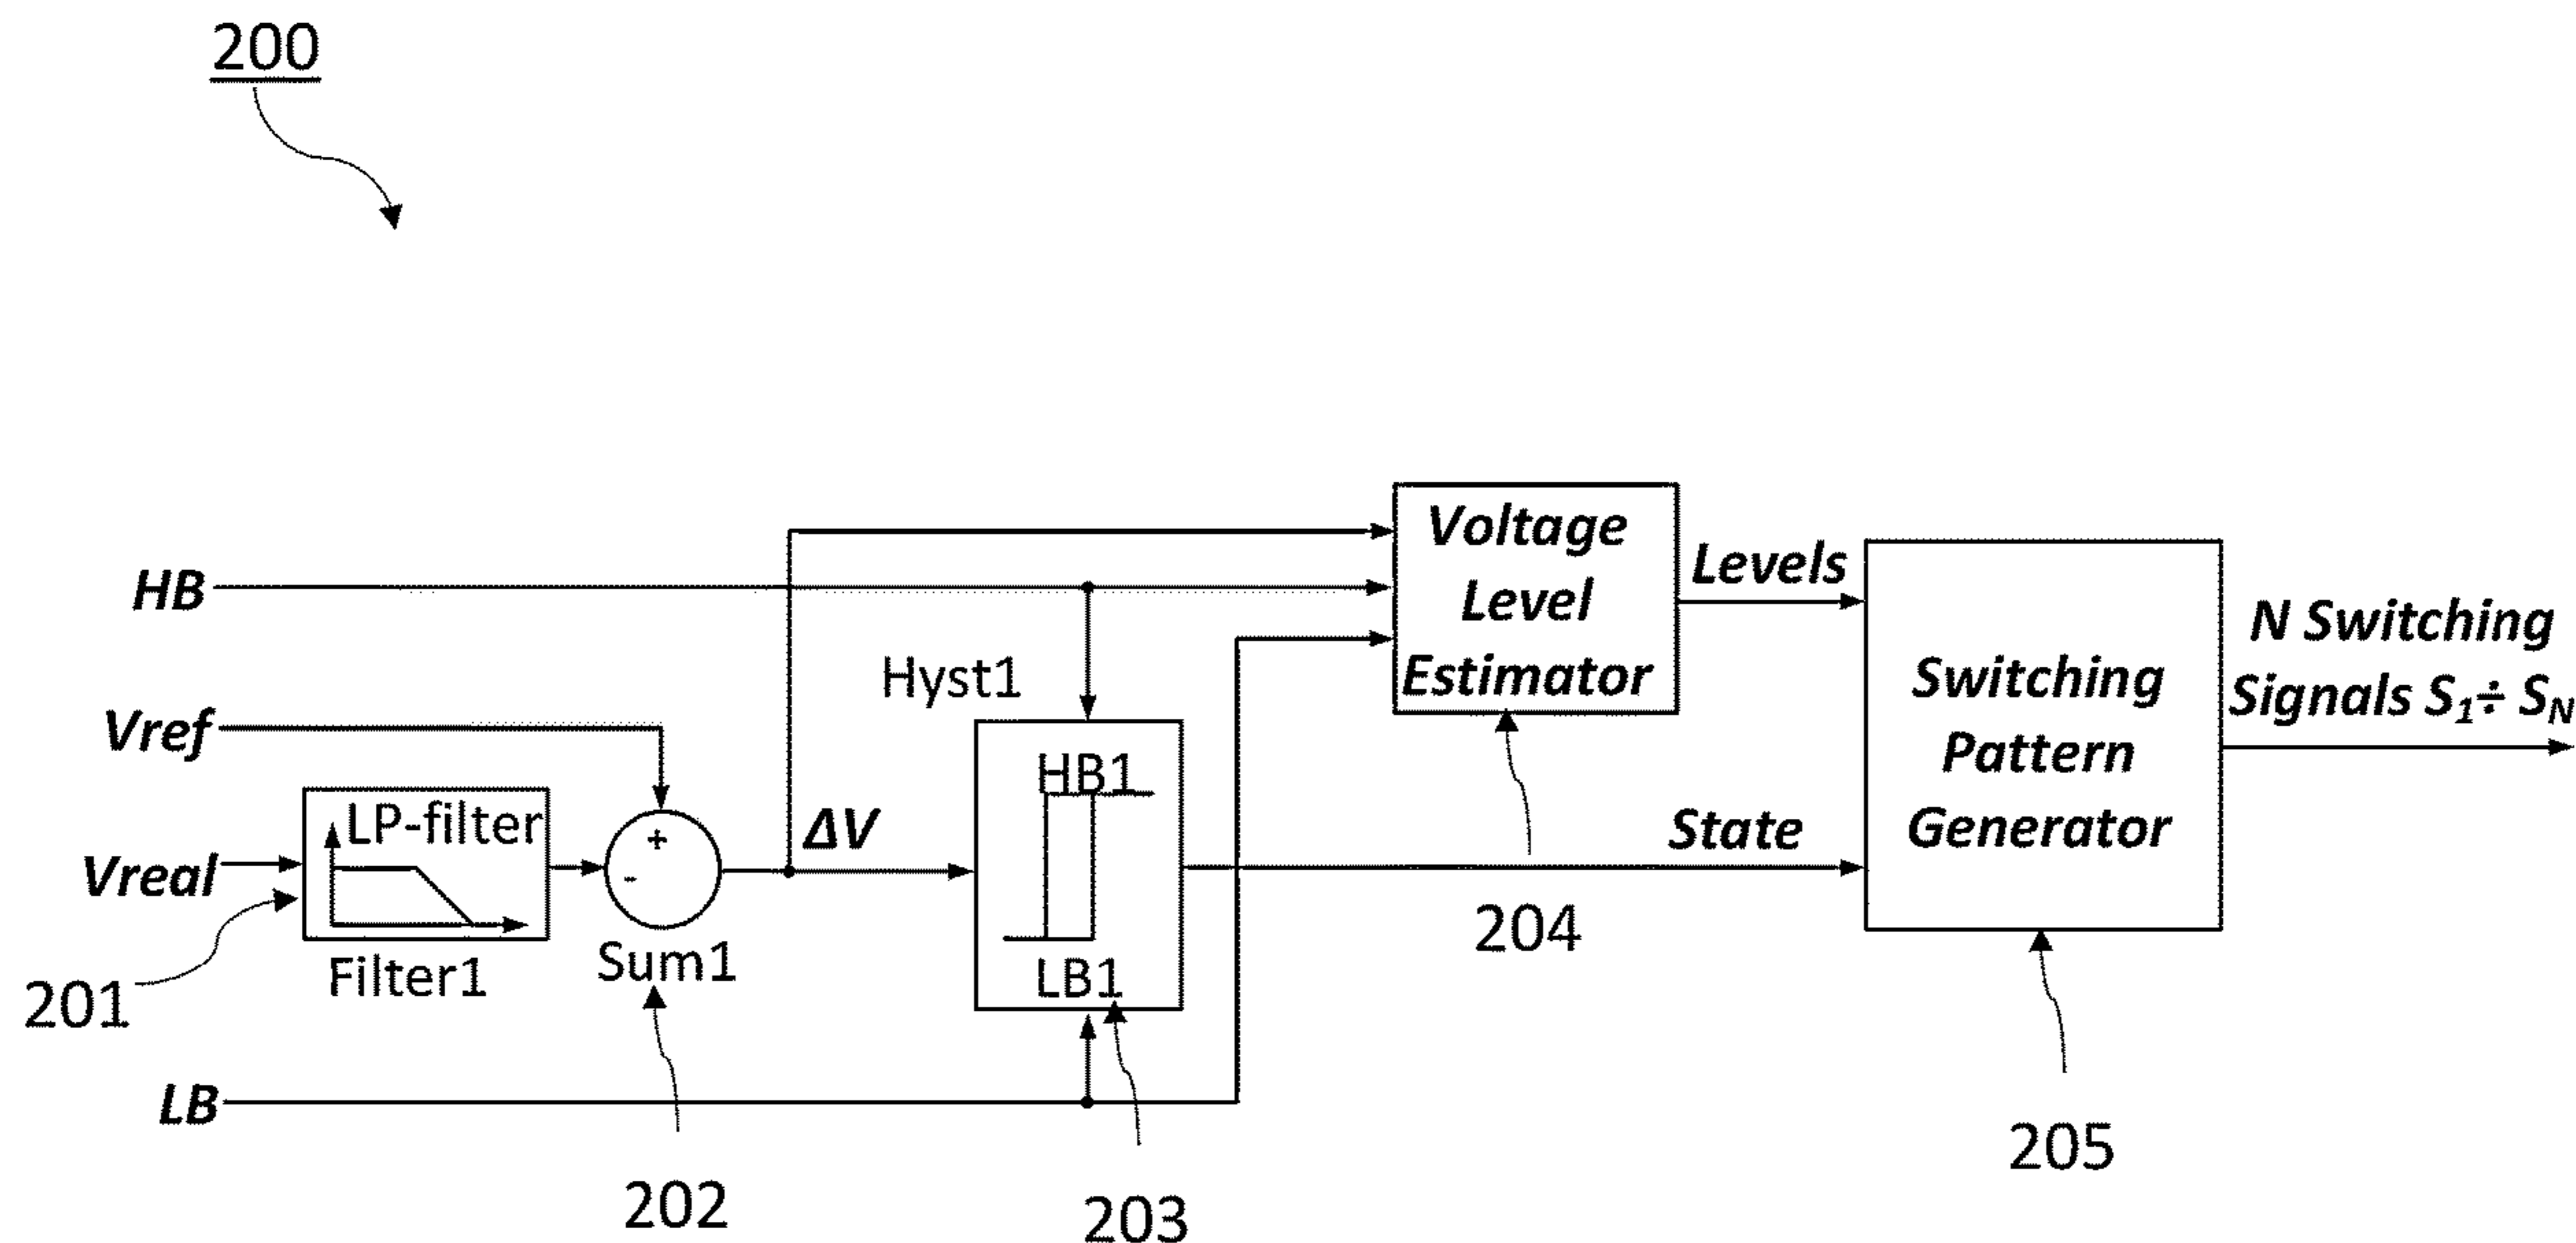 200
Voltage
Level
Estimator
Levels
HB
N Switching
Signals S₁÷ S_N
Hyst1
Switching
Pattern
Generator
Vref
HB1
LP-filter
+
-
ΔV
State
Vreal
204
Sum1
Filter1
LB1
201
LB
205
202
203